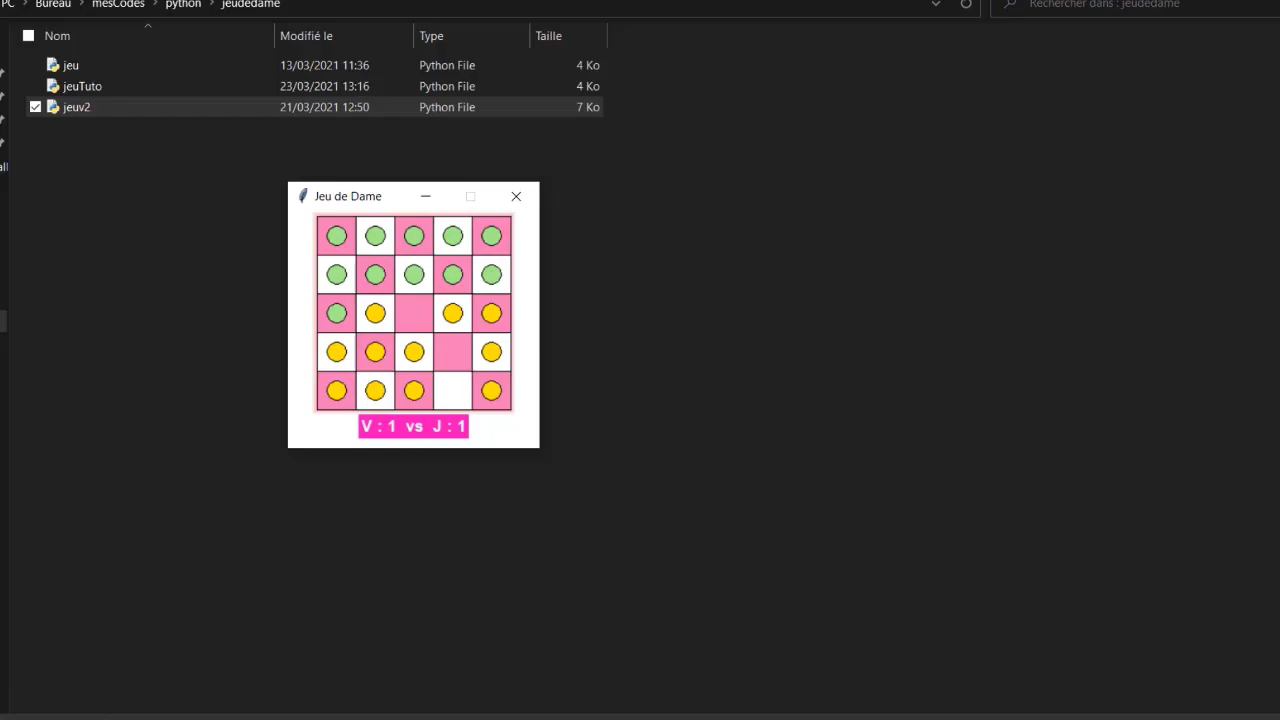 PC > Bureau > mesCodes > python > jeudedame
Rechercher dans : jeudedame
Nom Modifié le Type Taille
jeu 13/03/2021 11:36 Python File 4 Ko
jeuTuto 23/03/2021 13:16 Python File 4 Ko
jeuv2 21/03/2021 12:50 Python File 7 Ko
Jeu de Dame
V : 1 vs J : 1